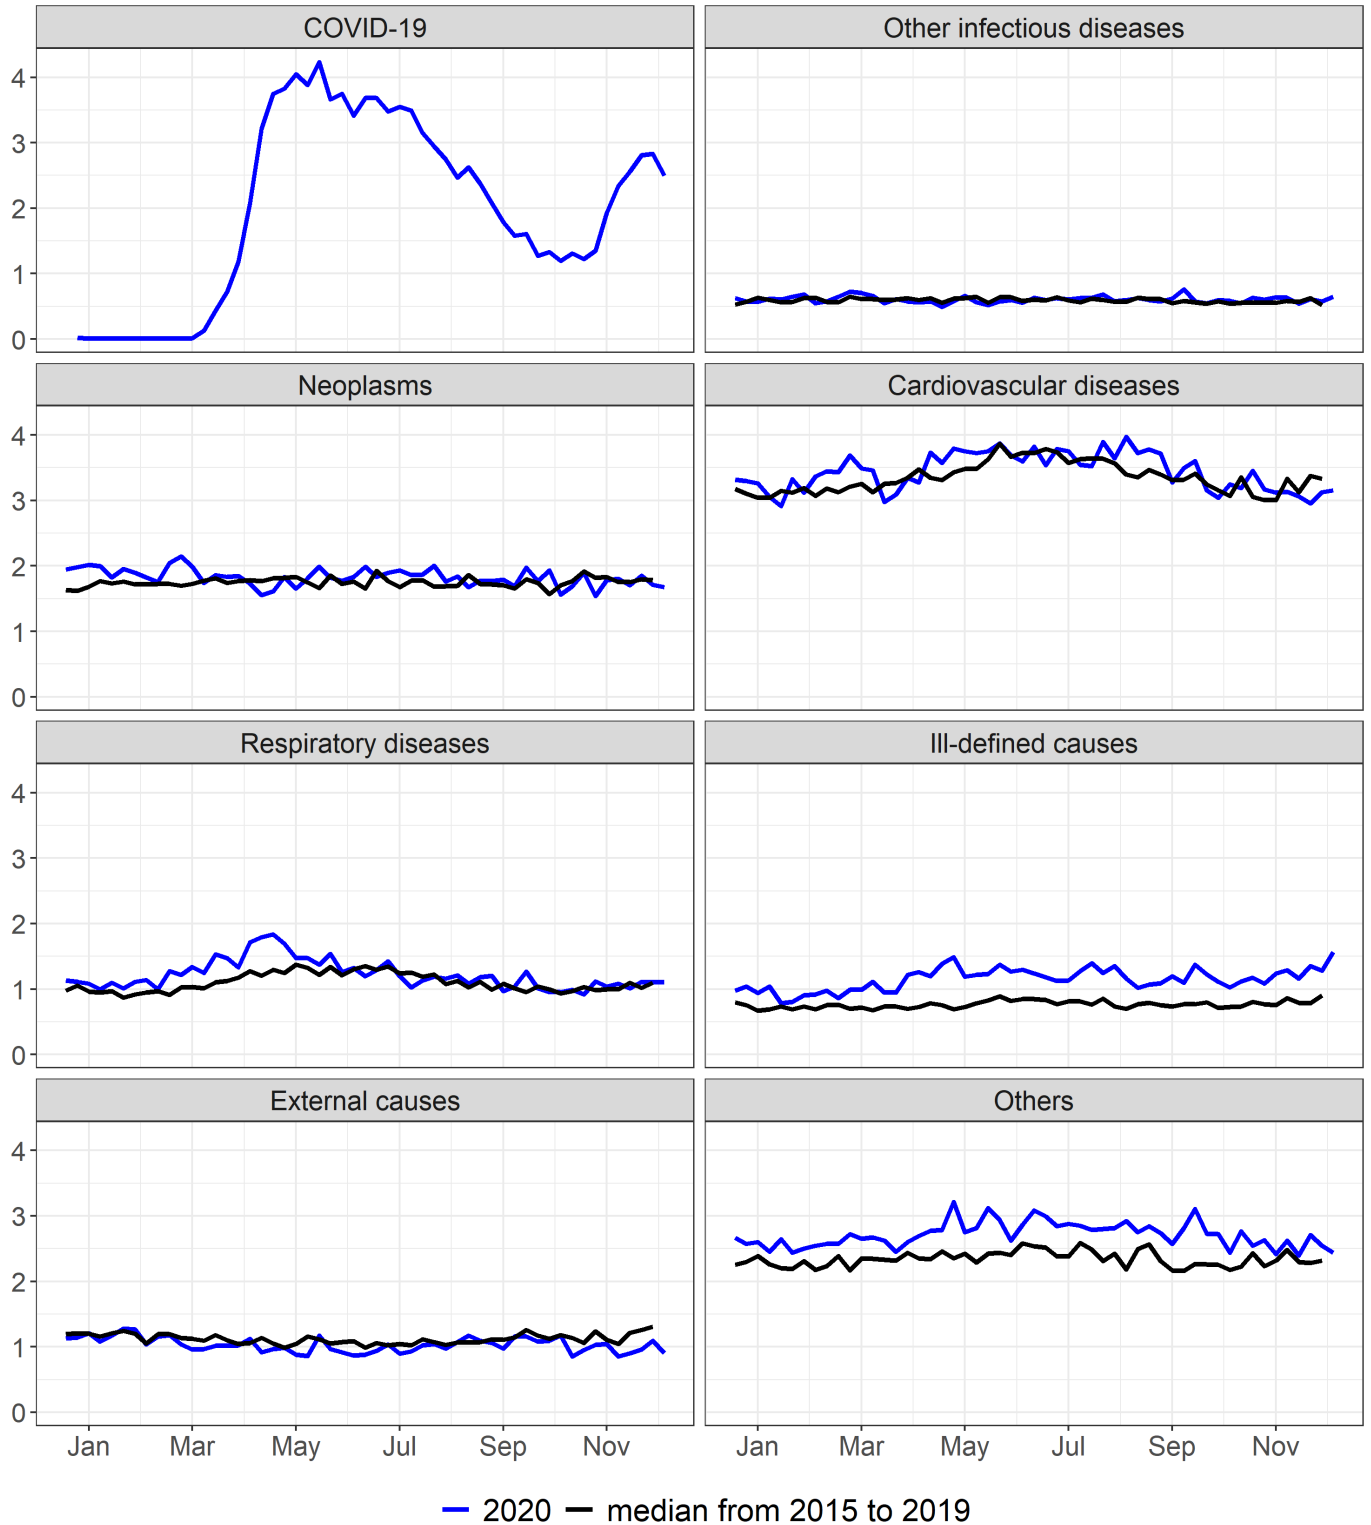 COVID-19
Other infectious diseases
4
3
2
1
0
Neoplasms
Cardiovascular diseases
4
3
2
1
0
Respiratory diseases
Ill-defined causes
4
3
2
1
0
External causes
Others
4
3
2
1
0
Jan Mar May Jul Sep Nov
Jan Mar May Jul Sep Nov
2020 median from 2015 to 2019